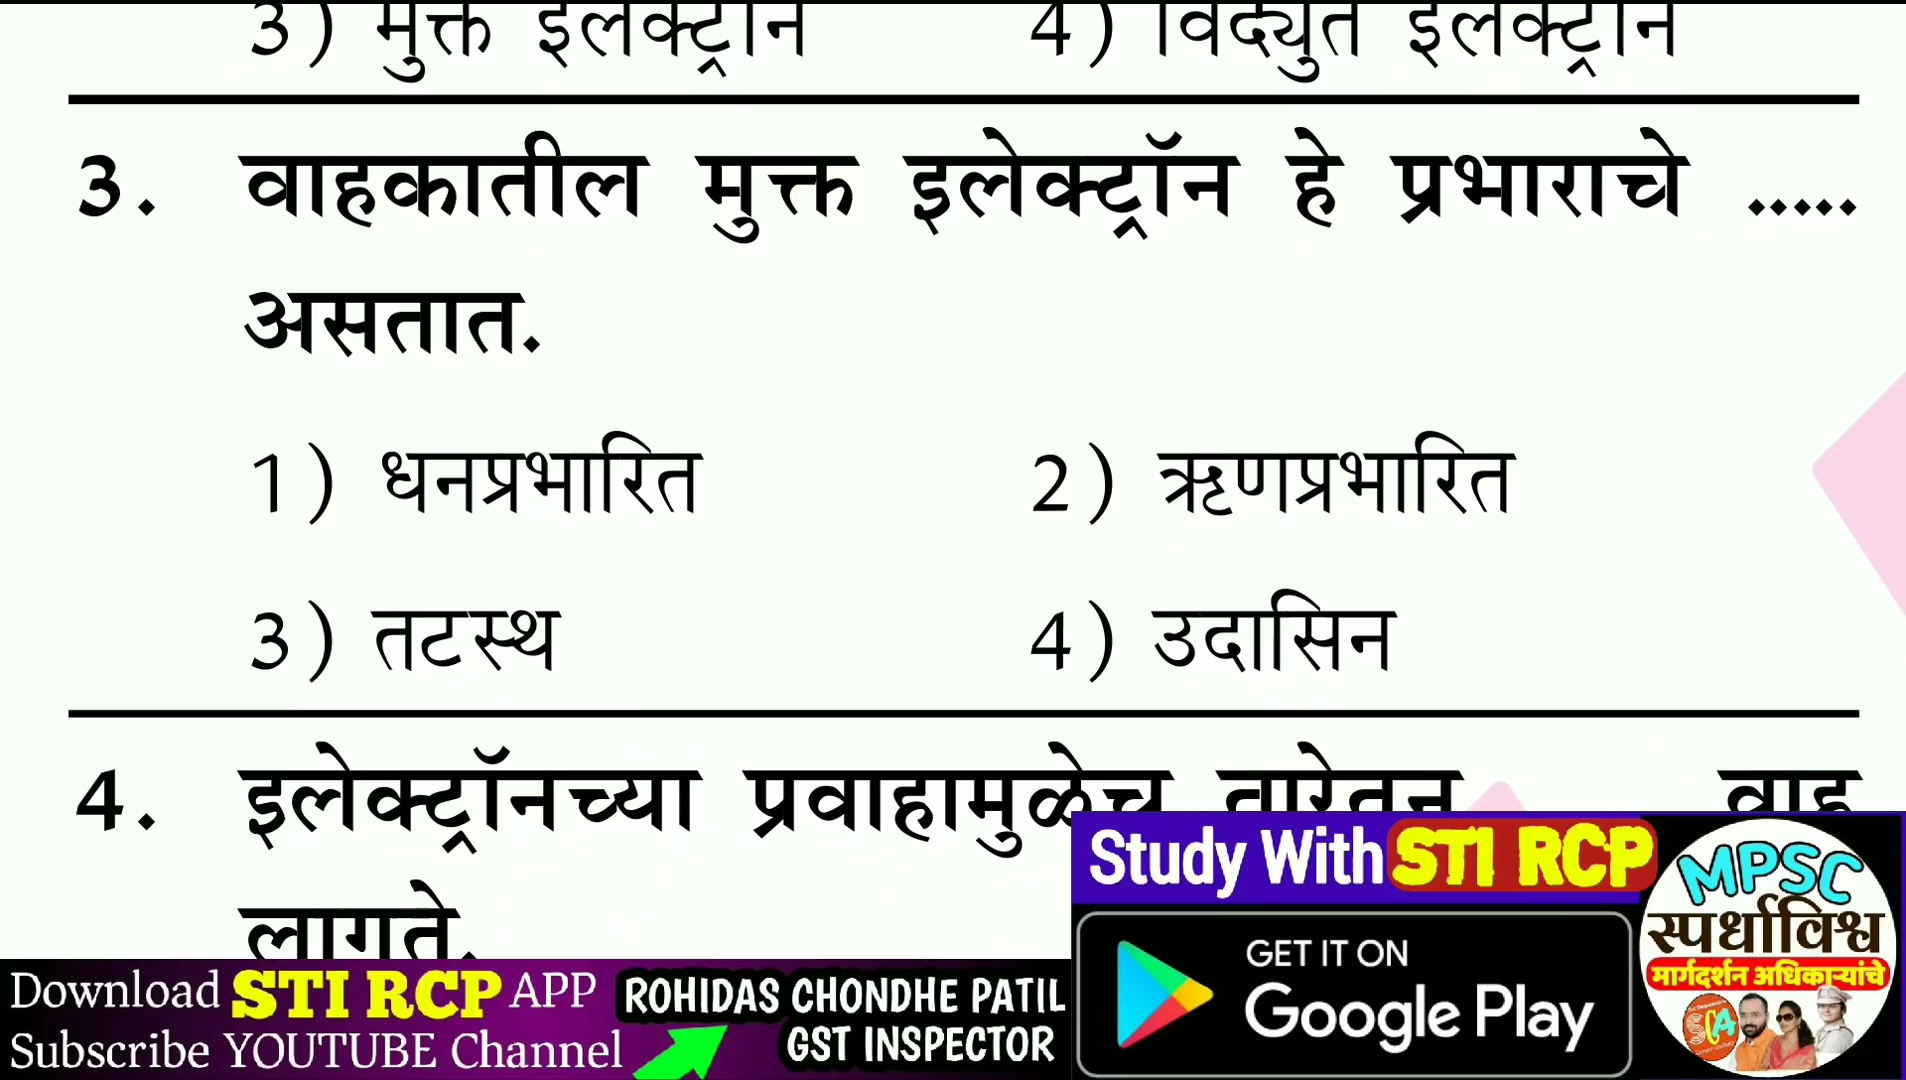 3) मुक्त इलेक्ट्रॉन 4) विद्युत इलेक्ट्रॉन
3. वाहकातील मुक्त इलेक्ट्रॉन हे प्रभाराचे .....
असतात.
1) धनप्रभारित 2) ऋणप्रभारित
3) तटस्थ 4) उदासिन
4. इलेक्ट्रॉनच्या प्रवाहामुळेच तारेतून वाहू
लागते.
Study With STI RCP
GET IT ON
Google Play
MPSC
स्पर्धाविश्व
मार्गदर्शन अधिकाऱ्यांचे
SCA
Download STI RCP APP
Subscribe YOUTUBE Channel
ROHIDAS CHONDHE PATIL
GST INSPECTOR